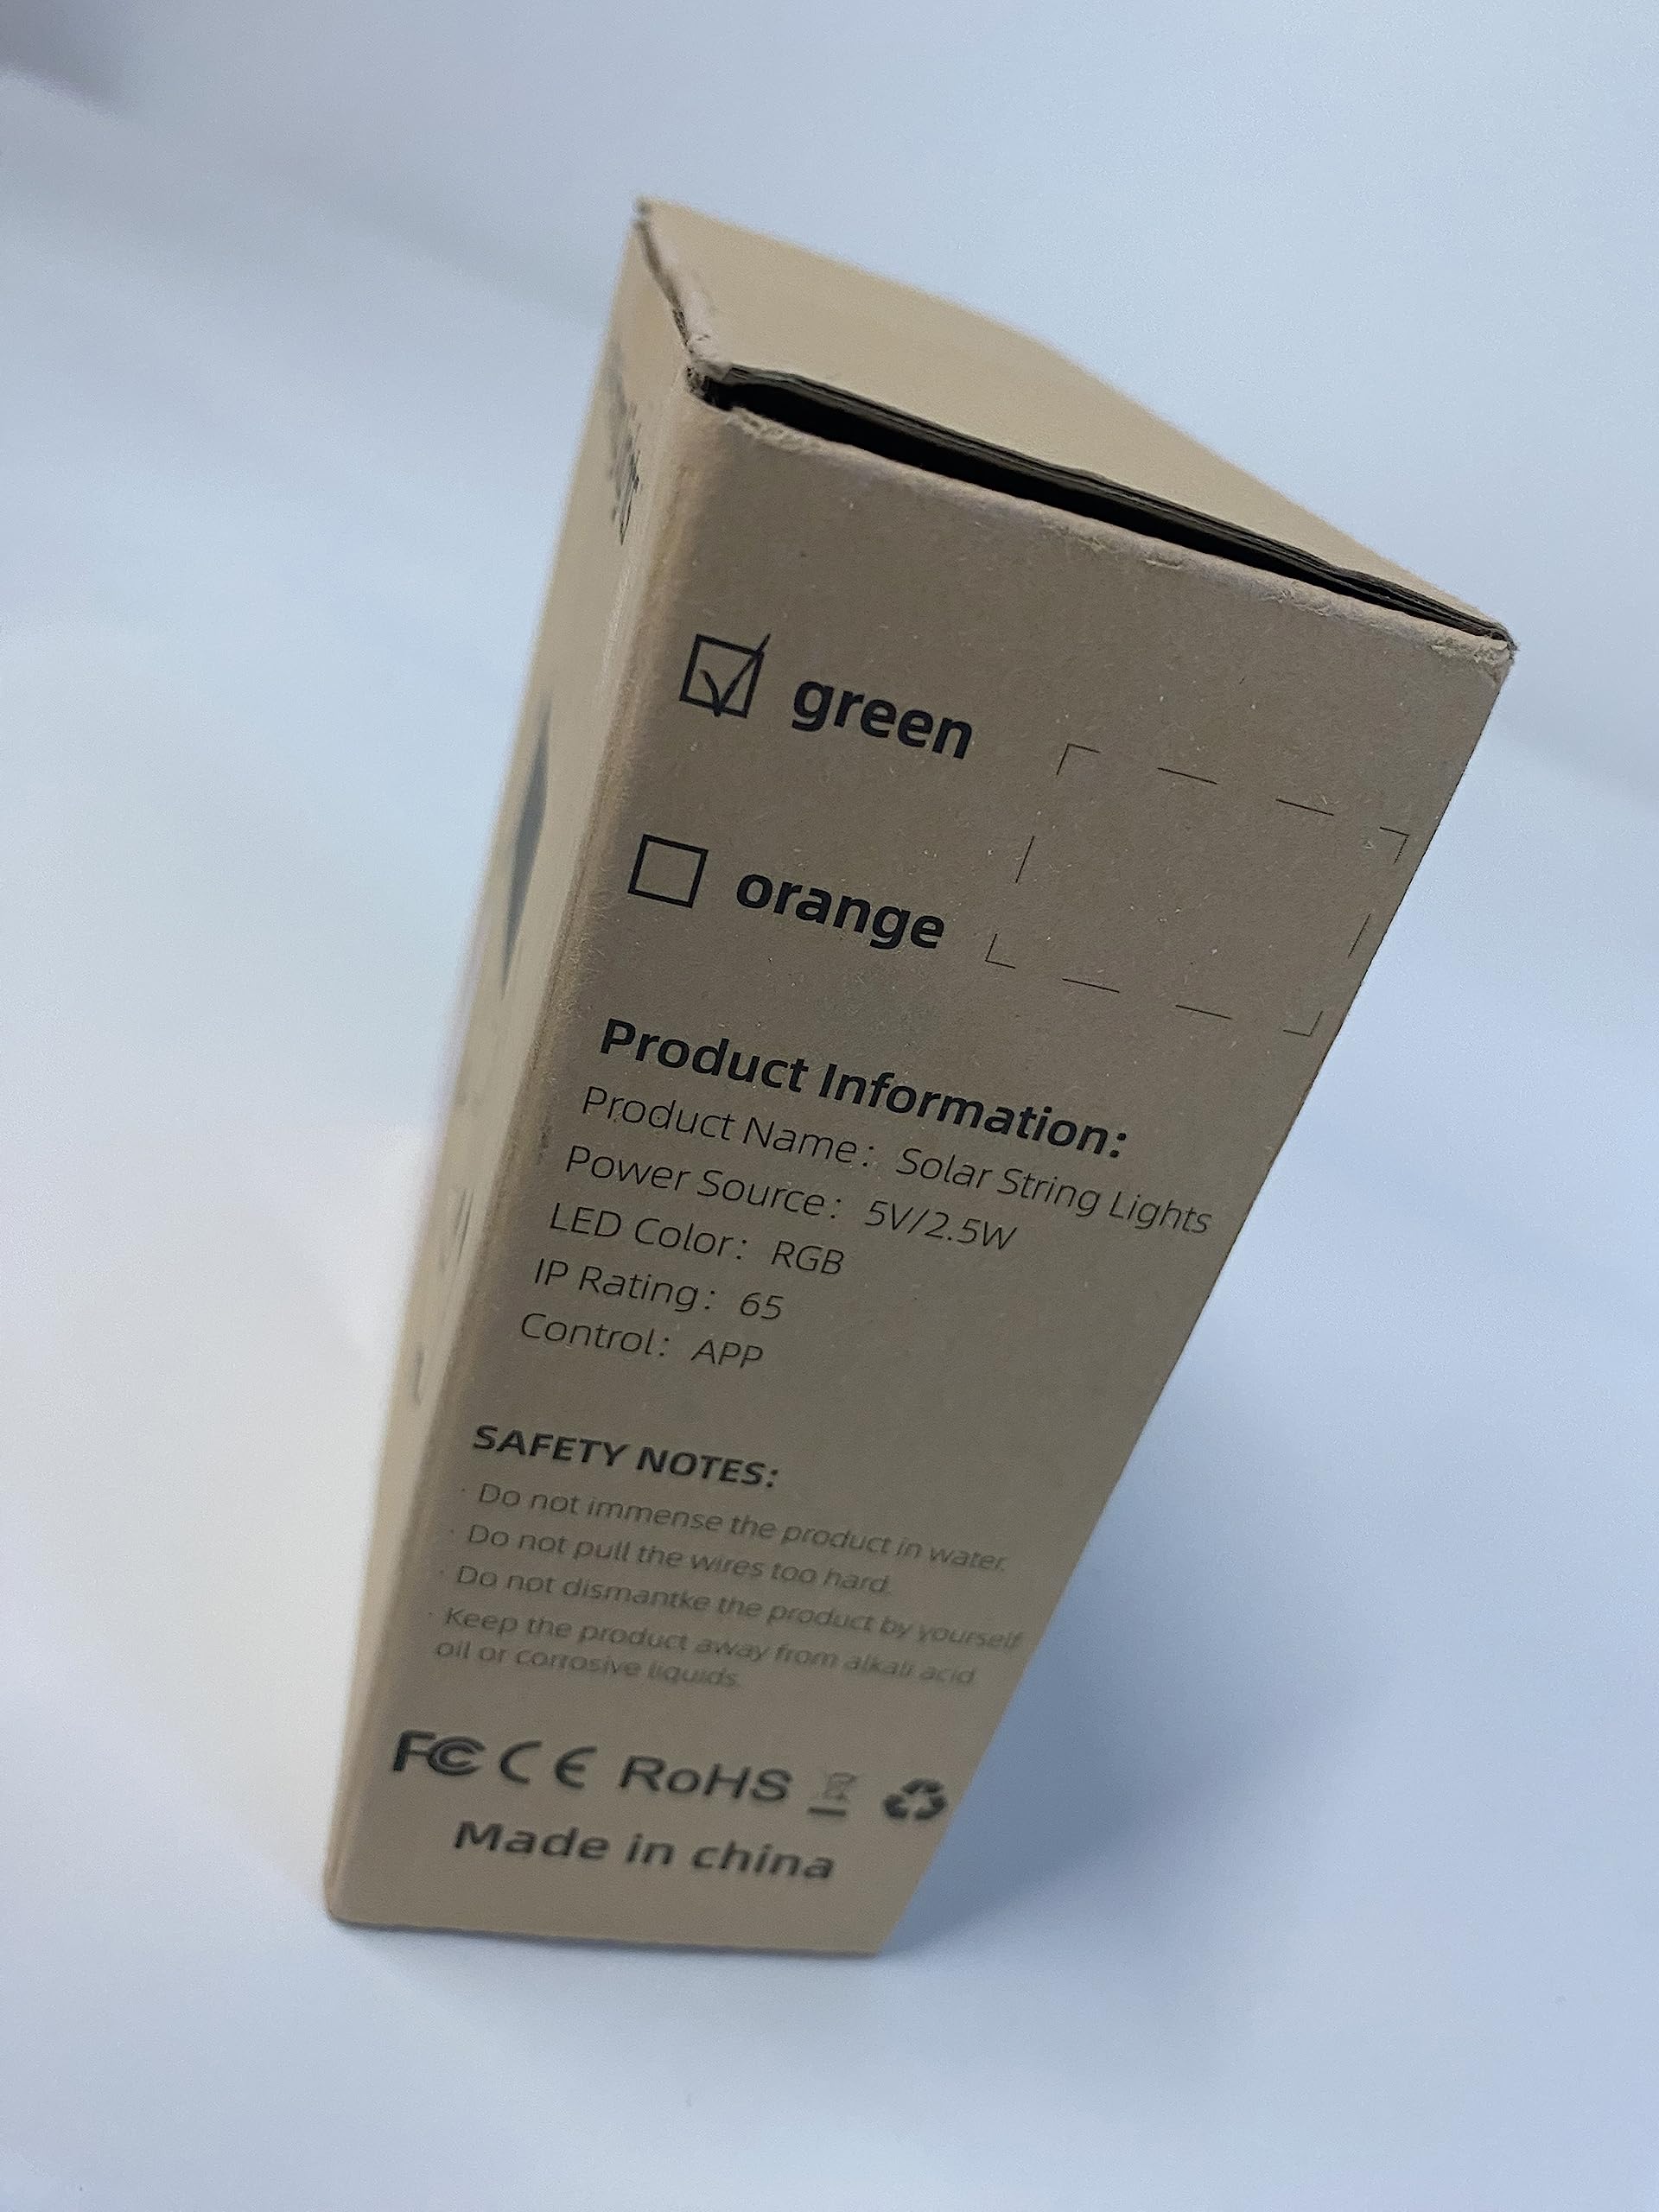 green
orange
Product Information:
Product Name: Solar String Lights
Power Source: 5V/2.5W
LED Color: RGB
IP Rating: 65
Control: APP
SAFETY NOTES:
· Do not immense the product in water.
· Do not pull the wires too hard.
· Do not dismantke the product by yourself
· Keep the product away from alkali acid
oil or corrosive liquids.
FC CE RoHS
Made in china